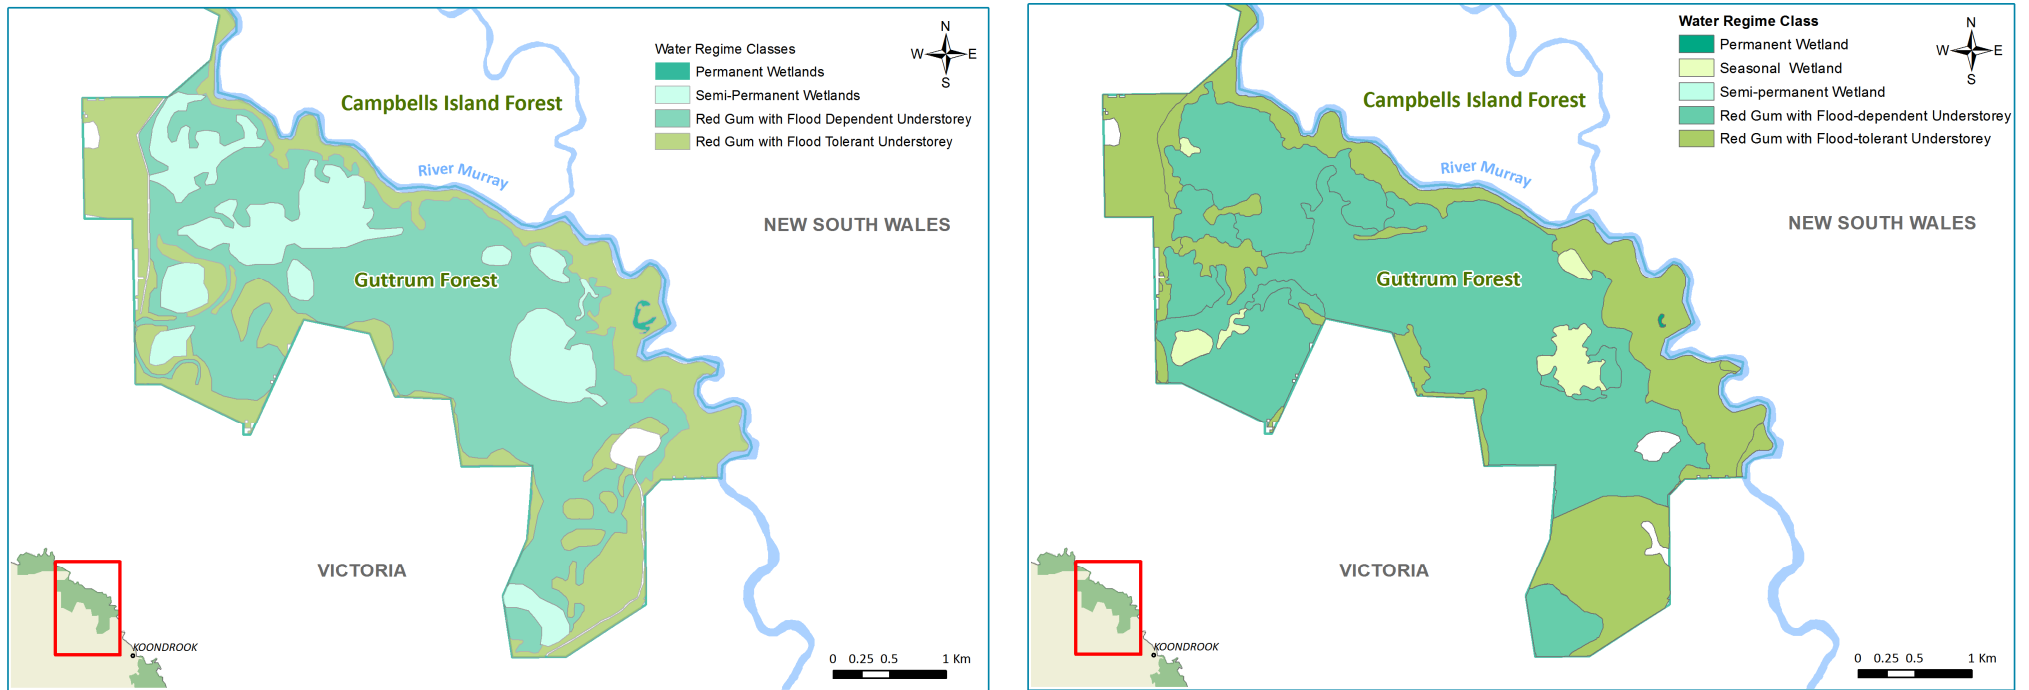 Water Regime Classes
Permanent Wetlands
Semi-Permanent Wetlands
Red Gum with Flood Dependent Understorey
Red Gum with Flood Tolerant Understorey
N
W E
S
Campbells Island Forest
River Murray
NEW SOUTH WALES
Guttrum Forest
VICTORIA
KOONDROOK
0 0.25 0.5 1 Km
Water Regime Class
Permanent Wetland
Seasonal Wetland
Semi-permanent Wetland
Red Gum with Flood-dependent Understorey
Red Gum with Flood-tolerant Understorey
N
W E
S
Campbells Island Forest
River Murray
NEW SOUTH WALES
Guttrum Forest
VICTORIA
KOONDROOK
0 0.25 0.5 1 Km